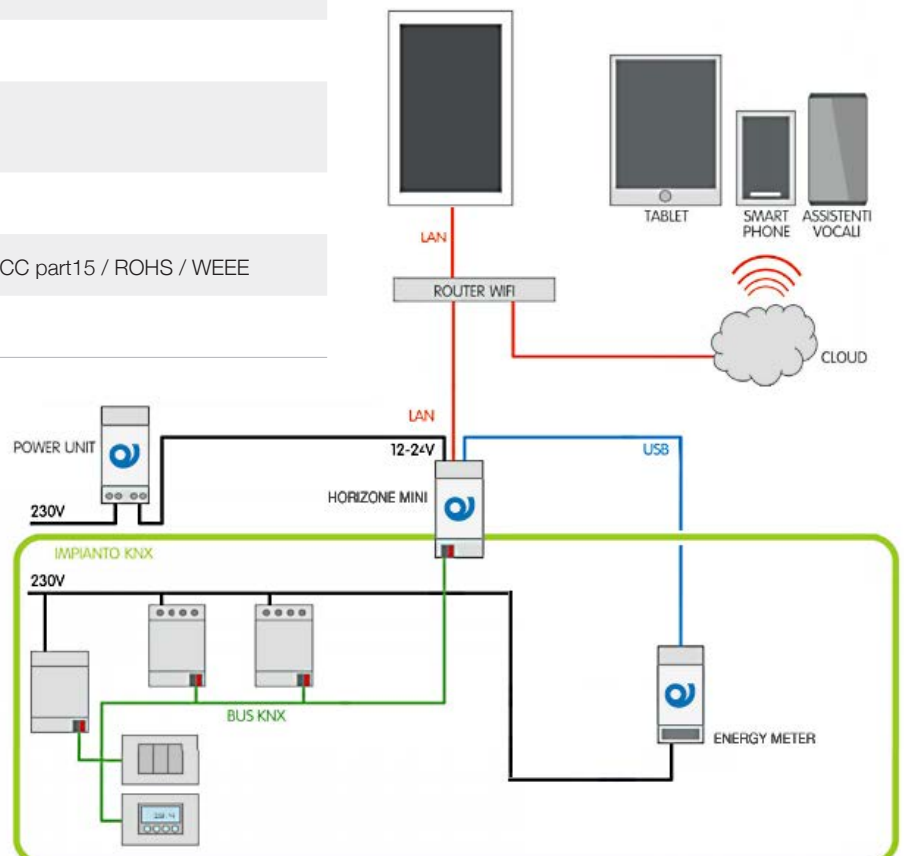 CC part15 / ROHS / WEEE
TABLET
SMART
PHONE
ASSISTENTI
VOCALI
LAN
ROUTER WIFI
CLOUD
LAN
POWER UNIT
12-24V
USB
HORIZONE MINI
230V
IMPIANTO KNX
230V
BUS KNX
ENERGY METER